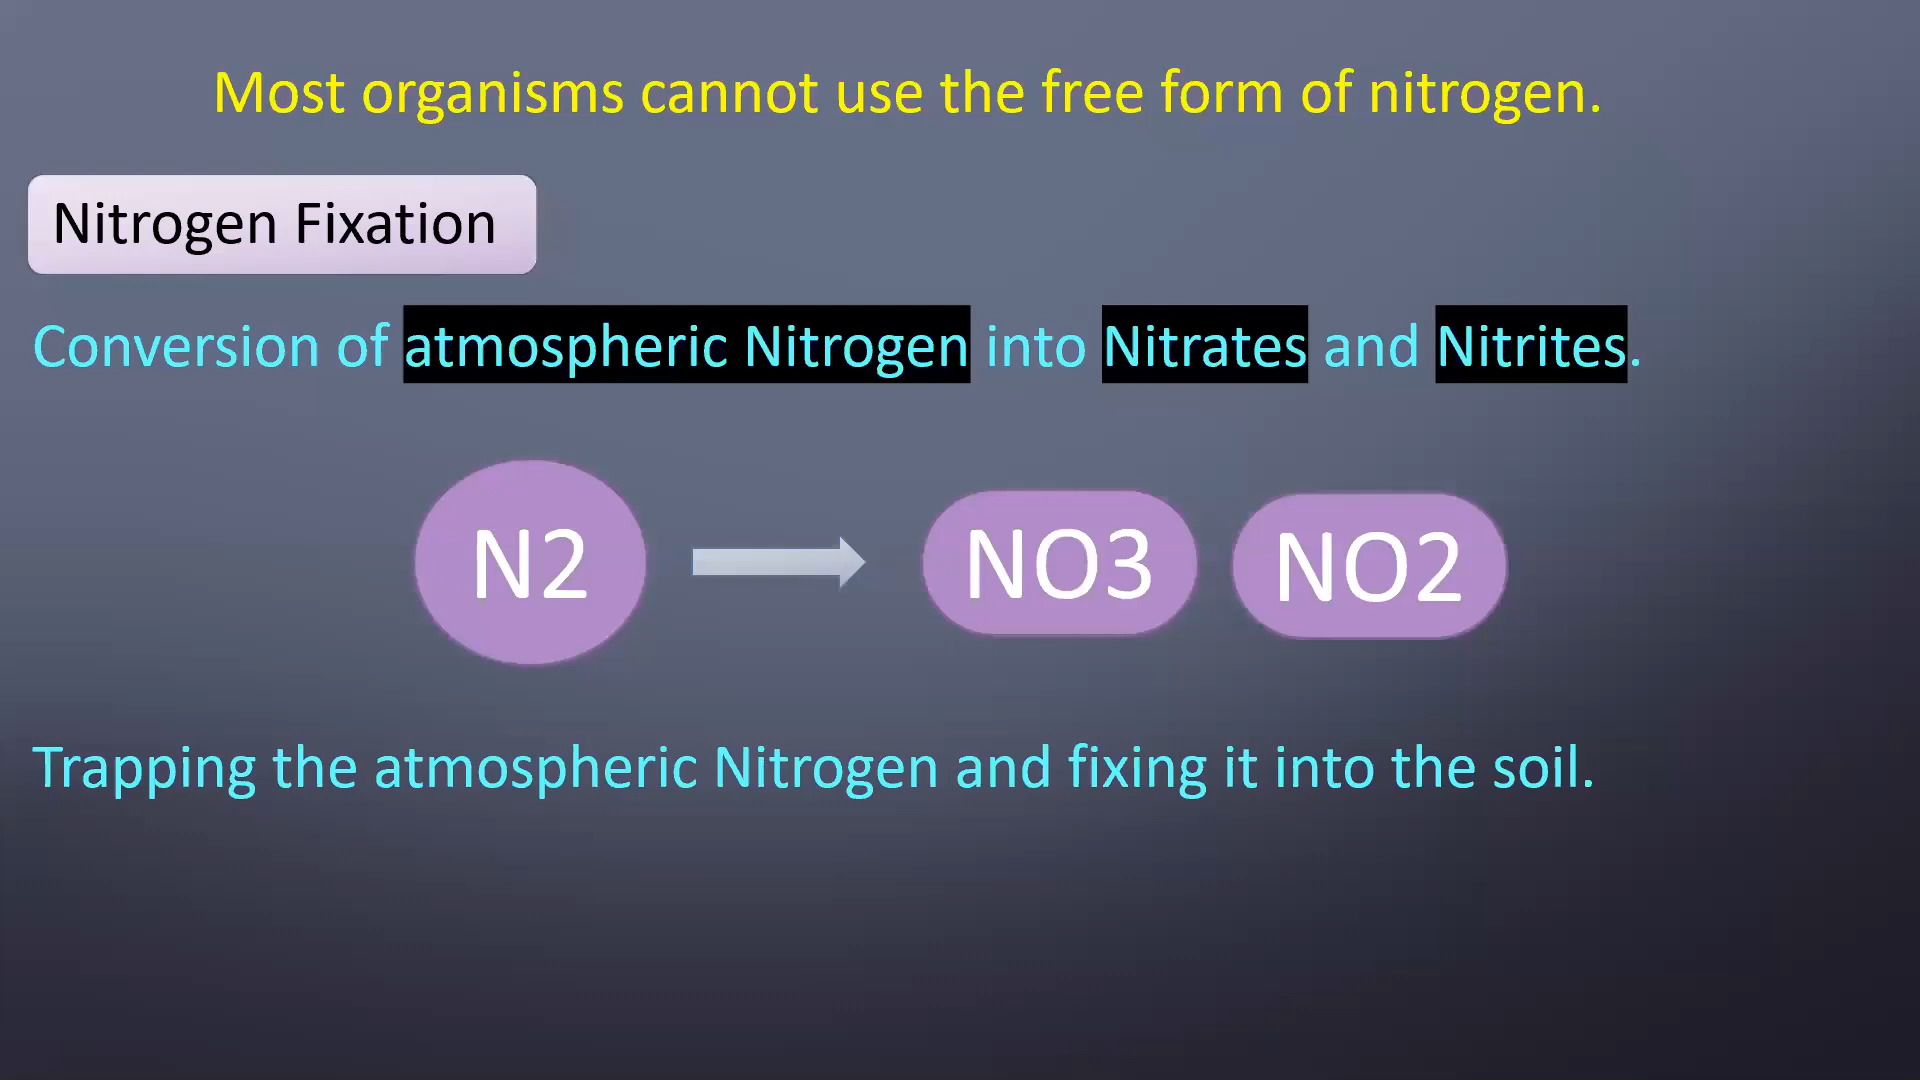 Most organisms cannot use the free form of nitrogen.
Nitrogen Fixation
Conversion of atmospheric Nitrogen into Nitrates and Nitrites.
N2 NO3 NO2
Trapping the atmospheric Nitrogen and fixing it into the soil.